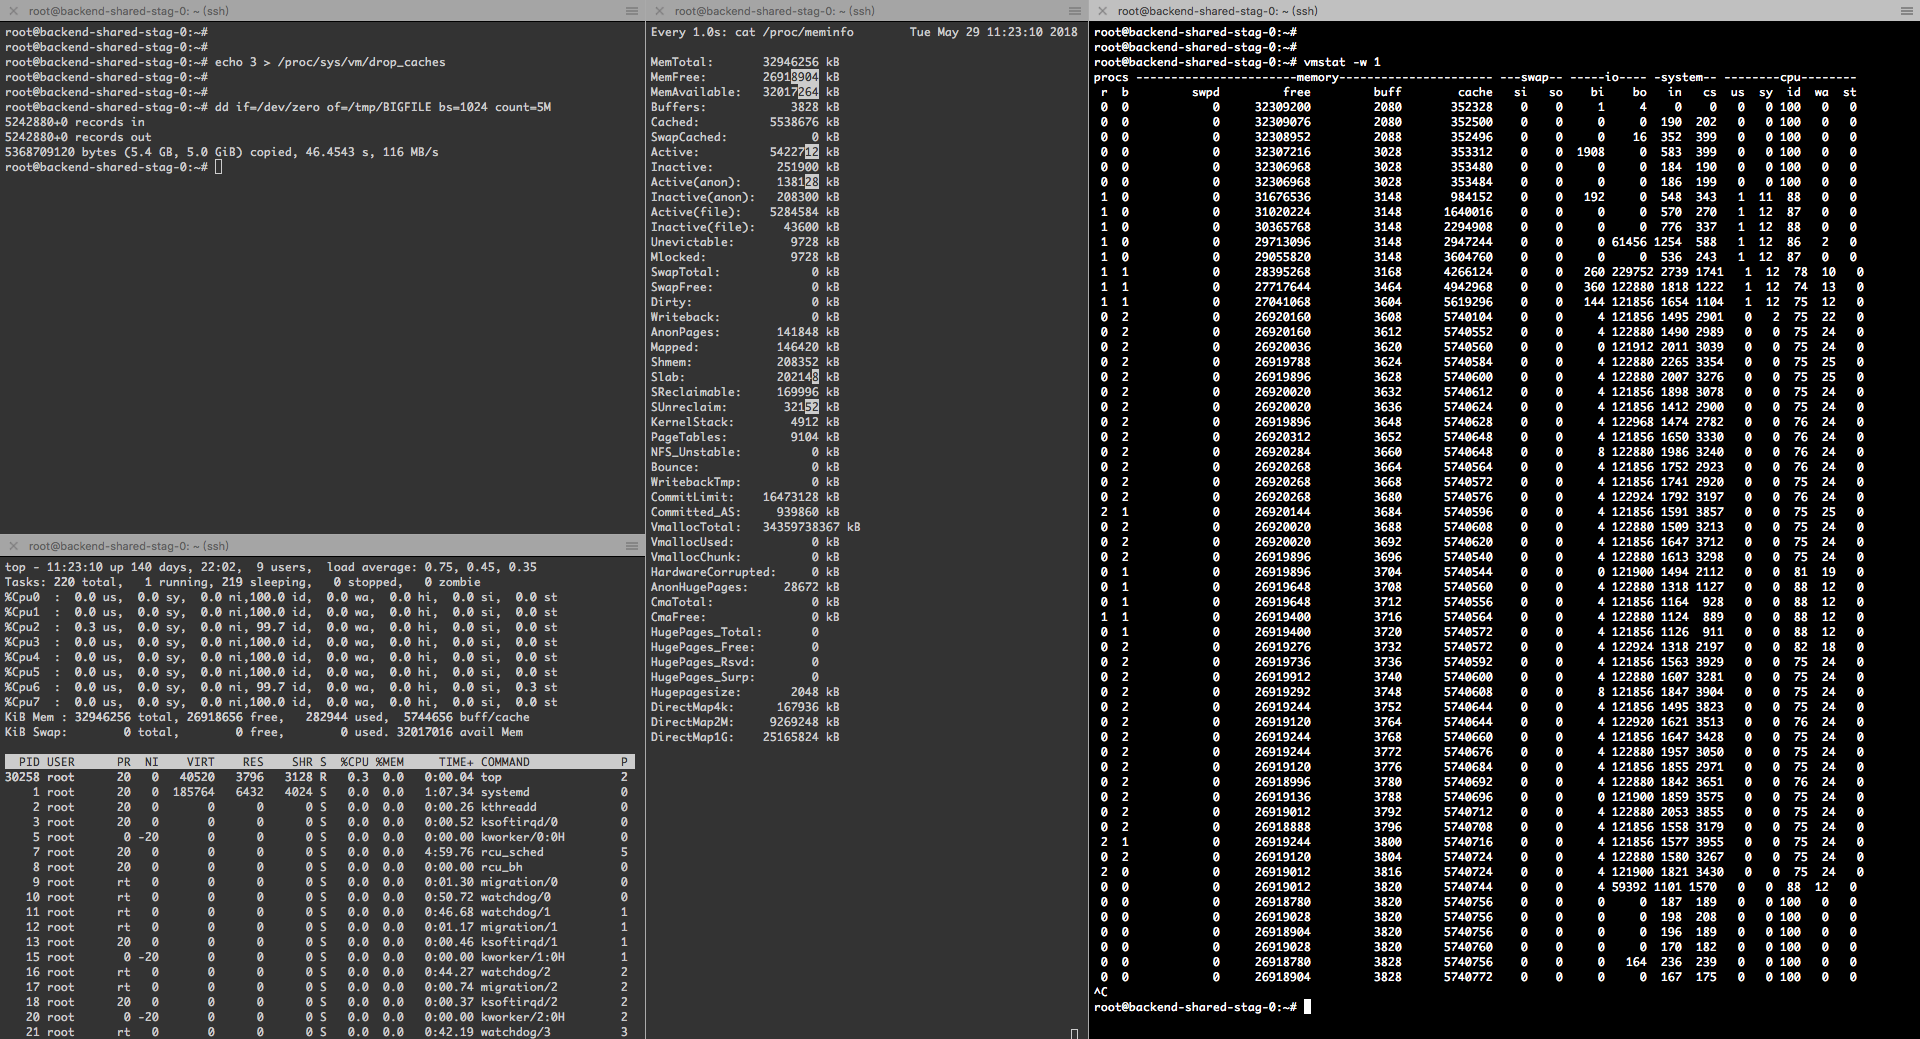 root@backend-shared-stag-0: ~ (ssh)
root@backend-shared-stag-0:~#
root@backend-shared-stag-0:~#
root@backend-shared-stag-0:~# echo 3 > /proc/sys/vm/drop_caches
root@backend-shared-stag-0:~#
root@backend-shared-stag-0:~#
root@backend-shared-stag-0:~# dd if=/dev/zero of=/tmp/BIGFILE bs=1024 count=5M
5242880+0 records in
5242880+0 records out
5368709120 bytes (5.4 GB, 5.0 GiB) copied, 46.4543 s, 116 MB/s
root@backend-shared-stag-0:~#
root@backend-shared-stag-0: ~ (ssh)
top - 11:23:10 up 140 days, 22:02, 9 users, load average: 0.75, 0.45, 0.35
Tasks: 220 total, 1 running, 219 sleeping, 0 stopped, 0 zombie
%Cpu0 : 0.0 us, 0.0 sy, 0.0 ni,100.0 id, 0.0 wa, 0.0 hi, 0.0 si, 0.0 st
%Cpu1 : 0.0 us, 0.0 sy, 0.0 ni,100.0 id, 0.0 wa, 0.0 hi, 0.0 si, 0.0 st
%Cpu2 : 0.3 us, 0.0 sy, 0.0 ni, 99.7 id, 0.0 wa, 0.0 hi, 0.0 si, 0.0 st
%Cpu3 : 0.0 us, 0.0 sy, 0.0 ni,100.0 id, 0.0 wa, 0.0 hi, 0.0 si, 0.0 st
%Cpu4 : 0.0 us, 0.0 sy, 0.0 ni,100.0 id, 0.0 wa, 0.0 hi, 0.0 si, 0.0 st
%Cpu5 : 0.0 us, 0.0 sy, 0.0 ni,100.0 id, 0.0 wa, 0.0 hi, 0.0 si, 0.0 st
%Cpu6 : 0.0 us, 0.0 sy, 0.0 ni, 99.7 id, 0.0 wa, 0.0 hi, 0.0 si, 0.3 st
%Cpu7 : 0.0 us, 0.0 sy, 0.0 ni,100.0 id, 0.0 wa, 0.0 hi, 0.0 si, 0.0 st
KiB Mem : 32946256 total, 26918656 free, 282944 used, 5744656 buff/cache
KiB Swap: 0 total, 0 free, 0 used. 32017016 avail Mem
PID USER PR NI VIRT RES SHR S %CPU %MEM TIME+ COMMAND P
30258 root 20 0 40520 3796 3128 R 0.3 0.0 0:00.04 top 2
1 root 20 0 185764 6432 4024 S 0.0 0.0 1:07.34 systemd 0
2 root 20 0 0 0 0 S 0.0 0.0 0:00.26 kthreadd 0
3 root 20 0 0 0 0 S 0.0 0.0 0:00.52 ksoftirqd/0 0
5 root 0 -20 0 0 0 S 0.0 0.0 0:00.00 kworker/0:0H 0
7 root 20 0 0 0 0 S 0.0 0.0 4:59.76 rcu_sched 5
8 root 20 0 0 0 0 S 0.0 0.0 0:00.00 rcu_bh 0
9 root rt 0 0 0 0 S 0.0 0.0 0:01.30 migration/0 0
10 root rt 0 0 0 0 S 0.0 0.0 0:50.72 watchdog/0 0
11 root rt 0 0 0 0 S 0.0 0.0 0:46.68 watchdog/1 1
12 root rt 0 0 0 0 S 0.0 0.0 0:01.17 migration/1 1
13 root 20 0 0 0 0 S 0.0 0.0 0:00.46 ksoftirqd/1 1
15 root 0 -20 0 0 0 S 0.0 0.0 0:00.00 kworker/1:0H 1
16 root rt 0 0 0 0 S 0.0 0.0 0:44.27 watchdog/2 2
17 root rt 0 0 0 0 S 0.0 0.0 0:00.74 migration/2 2
18 root 20 0 0 0 0 S 0.0 0.0 0:00.37 ksoftirqd/2 2
20 root 0 -20 0 0 0 S 0.0 0.0 0:00.00 kworker/2:0H 2
21 root rt 0 0 0 0 S 0.0 0.0 0:42.19 watchdog/3 3
root@backend-shared-stag-0: ~ (ssh)
Every 1.0s: cat /proc/meminfo Tue May 29 11:23:10 2018
MemTotal: 32946256 kB
MemFree: 26918904 kB
MemAvailable: 32017264 kB
Buffers: 3828 kB
Cached: 5538676 kB
SwapCached: 0 kB
Active: 5422712 kB
Inactive: 251900 kB
Active(anon): 138128 kB
Inactive(anon): 208300 kB
Active(file): 5284584 kB
Inactive(file): 43600 kB
Unevictable: 9728 kB
Mlocked: 9728 kB
SwapTotal: 0 kB
SwapFree: 0 kB
Dirty: 0 kB
Writeback: 0 kB
AnonPages: 141848 kB
Mapped: 146420 kB
Shmem: 208352 kB
Slab: 202148 kB
SReclaimable: 169996 kB
SUnreclaim: 32152 kB
KernelStack: 4912 kB
PageTables: 9104 kB
NFS_Unstable: 0 kB
Bounce: 0 kB
WritebackTmp: 0 kB
CommitLimit: 16473128 kB
Committed_AS: 939860 kB
VmallocTotal: 34359738367 kB
VmallocUsed: 0 kB
VmallocChunk: 0 kB
HardwareCorrupted: 0 kB
AnonHugePages: 28672 kB
CmaTotal: 0 kB
CmaFree: 0 kB
HugePages_Total: 0
HugePages_Free: 0
HugePages_Rsvd: 0
HugePages_Surp: 0
Hugepagesize: 2048 kB
DirectMap4k: 167936 kB
DirectMap2M: 9269248 kB
DirectMap1G: 25165824 kB
root@backend-shared-stag-0: ~ (ssh)
root@backend-shared-stag-0:~#
root@backend-shared-stag-0:~#
root@backend-shared-stag-0:~# vmstat -w 1
procs -----------------------memory---------------------- ---swap-- -----io---- -system-- --------cpu--------
r b swpd free buff cache si so bi bo in cs us sy id wa st
0 0 0 32309200 2080 352328 0 0 1 4 0 0 0 0 100 0 0
0 0 0 32309076 2080 352500 0 0 0 0 190 202 0 0 100 0 0
0 0 0 32308952 2088 352496 0 0 0 16 352 399 0 0 100 0 0
0 0 0 32307216 3028 353312 0 0 1908 0 583 399 0 0 100 0 0
0 0 0 32306968 3028 353480 0 0 0 0 184 190 0 0 100 0 0
0 0 0 32306968 3028 353484 0 0 0 0 186 199 0 0 100 0 0
1 0 0 31676536 3148 984152 0 0 192 0 548 343 1 11 88 0 0
1 0 0 31020224 3148 1640016 0 0 0 0 570 270 1 12 87 0 0
1 0 0 30365768 3148 2294908 0 0 0 0 776 337 1 12 88 0 0
1 0 0 29713096 3148 2947244 0 0 0 61456 1254 588 1 12 86 2 0
1 0 0 29055820 3148 3604760 0 0 0 0 536 243 1 12 87 0 0
1 1 0 28395268 3168 4266124 0 0 260 229752 2739 1741 1 12 78 10 0
1 1 0 27717644 3464 4942968 0 0 360 122880 1818 1222 1 12 74 13 0
1 1 0 27041068 3604 5619296 0 0 144 121856 1654 1104 1 12 75 12 0
0 2 0 26920160 3608 5740104 0 0 4 121856 1495 2901 0 2 75 22 0
0 2 0 26920160 3612 5740552 0 0 4 122880 1490 2989 0 0 75 24 0
0 2 0 26920036 3620 5740560 0 0 0 121912 2011 3039 0 0 75 24 0
0 2 0 26919788 3624 5740584 0 0 4 122880 2265 3354 0 0 75 25 0
0 2 0 26919896 3628 5740600 0 0 4 122880 2007 3276 0 0 75 25 0
0 2 0 26920020 3632 5740612 0 0 4 121856 1898 3078 0 0 75 24 0
0 2 0 26920020 3636 5740624 0 0 4 121856 1412 2900 0 0 75 24 0
0 2 0 26919896 3648 5740628 0 0 4 122968 1474 2782 0 0 76 24 0
0 2 0 26920312 3652 5740648 0 0 4 121856 1650 3330 0 0 76 24 0
0 2 0 26920284 3660 5740648 0 0 8 122880 1986 3240 0 0 76 24 0
0 2 0 26920268 3664 5740564 0 0 4 121856 1752 2923 0 0 76 24 0
0 2 0 26920268 3668 5740572 0 0 4 121856 1741 2920 0 0 75 24 0
0 2 0 26920268 3680 5740576 0 0 4 122924 1792 3197 0 0 76 24 0
2 1 0 26920144 3684 5740596 0 0 4 121856 1591 3857 0 0 75 25 0
0 2 0 26920020 3688 5740608 0 0 4 122880 1509 3213 0 0 75 24 0
0 2 0 26920020 3692 5740620 0 0 4 121856 1647 3712 0 0 75 24 0
0 2 0 26919896 3696 5740540 0 0 4 122880 1613 3298 0 0 75 24 0
0 1 0 26919896 3704 5740544 0 0 0 121900 1494 2112 0 0 81 19 0
0 1 0 26919648 3708 5740560 0 0 4 122880 1318 1127 0 0 88 12 0
0 1 0 26919648 3712 5740556 0 0 4 121856 1164 928 0 0 88 12 0
1 1 0 26919400 3716 5740564 0 0 4 122880 1124 889 0 0 88 12 0
0 1 0 26919400 3720 5740572 0 0 4 121856 1126 911 0 0 88 12 0
0 2 0 26919276 3732 5740572 0 0 4 122924 1318 2197 0 0 82 18 0
0 2 0 26919736 3736 5740592 0 0 4 121856 1563 3929 0 0 75 24 0
0 2 0 26919912 3740 5740600 0 0 4 122880 1607 3281 0 0 75 24 0
0 2 0 26919292 3748 5740608 0 0 8 121856 1847 3904 0 0 75 24 0
0 2 0 26919244 3752 5740644 0 0 4 121856 1495 3823 0 0 75 24 0
0 2 0 26919120 3764 5740644 0 0 4 122920 1621 3513 0 0 76 24 0
0 2 0 26919244 3768 5740660 0 0 4 121856 1647 3428 0 0 75 24 0
0 2 0 26919244 3772 5740676 0 0 4 122880 1957 3050 0 0 75 24 0
0 2 0 26919120 3776 5740684 0 0 4 121856 1855 2971 0 0 75 24 0
0 2 0 26918996 3780 5740692 0 0 4 122880 1842 3651 0 0 76 24 0
0 2 0 26919136 3788 5740696 0 0 0 121900 1859 3575 0 0 75 24 0
0 2 0 26919012 3792 5740712 0 0 4 122880 2053 3855 0 0 75 24 0
0 2 0 26918888 3796 5740708 0 0 4 121856 1558 3179 0 0 75 24 0
2 1 0 26919244 3800 5740716 0 0 4 121856 1577 3955 0 0 75 24 0
0 2 0 26919120 3804 5740724 0 0 4 122880 1580 3267 0 0 75 24 0
2 0 0 26919012 3816 5740724 0 0 4 121900 1821 3430 0 0 75 24 0
0 0 0 26919012 3820 5740744 0 0 4 59392 1101 1570 0 0 88 12 0
0 0 0 26918780 3820 5740756 0 0 0 0 187 189 0 0 100 0 0
0 0 0 26919028 3820 5740756 0 0 0 0 198 208 0 0 100 0 0
0 0 0 26918904 3820 5740756 0 0 0 0 196 189 0 0 100 0 0
0 0 0 26919028 3820 5740760 0 0 0 0 170 182 0 0 100 0 0
0 0 0 26918780 3828 5740756 0 0 0 164 236 239 0 0 100 0 0
0 0 0 26918904 3828 5740772 0 0 0 0 167 175 0 0 100 0 0
^C
root@backend-shared-stag-0:~#